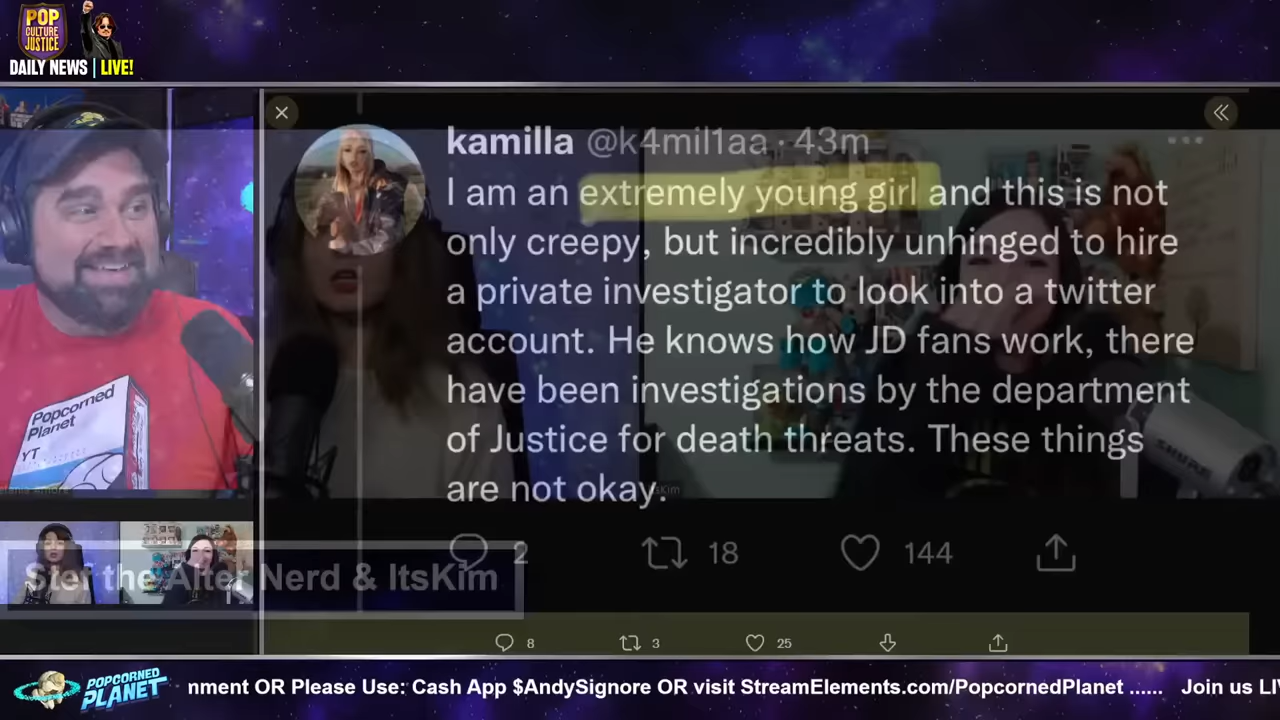 POP
CULTURE
JUSTICE
DAILY NEWS | LIVE!
kamilla @k4mil1aa · 43m
I am an extremely young girl and this is not
only creepy, but incredibly unhinged to hire
a private investigator to look into a twitter
account. He knows how JD fans work, there
have been investigations by the department
of Justice for death threats. These things
are not okay.
2 18 144
Popcorned
Planet
YT
SHURE
Stef the Alter Nerd & ItsKim
8 3 25
POPCORNED
PLANET
nment OR Please Use: Cash App $AndySignore OR visit StreamElements.com/PopcornedPlanet ...... Join us LI